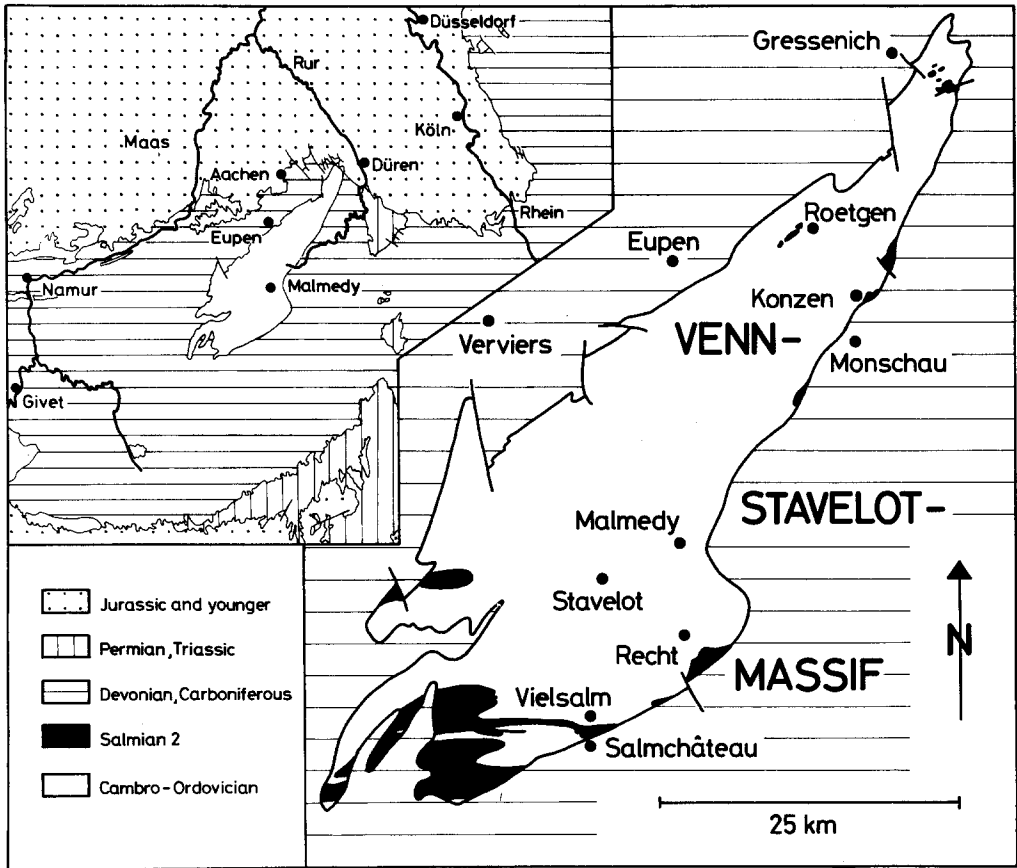 Düsseldorf
Rur
Köln
Maas
Düren
Aachen
Rhein
Eupen
Malmedy
Namur
Givet
Gressenich
Roetgen
Eupen
Konzen
Verviers
VENN-
Monschau
STAVELOT-
Malmedy
Stavelot
N
Recht
MASSIF
Vielsalm
Salmchâteau
25 km
Jurassic and younger
Permian, Triassic
Devonian, Carboniferous
Salmian 2
Cambro-Ordovician